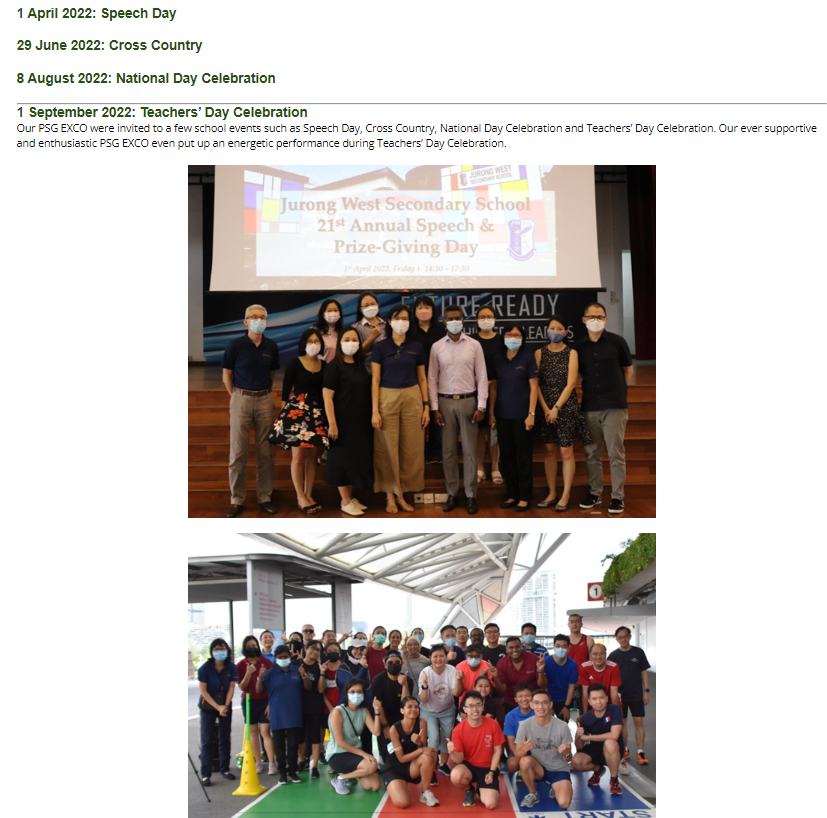 1 April 2022: Speech Day
29 June 2022: Cross Country
8 August 2022: National Day Celebration
1 September 2022: Teachers’ Day Celebration
Our PSG EXCO were invited to a few school events such as Speech Day, Cross Country, National Day Celebration and Teachers’ Day Celebration. Our ever supportive
and enthusiastic PSG EXCO even put up an energetic performance during Teachers’ Day Celebration.
JURONG WEST
SECONDARY SCHOOL
Jurong West Secondary School
21st Annual Speech &
Prize-Giving Day
1st April 2022, Friday | 14:30 – 17:30
FUTURE-READY
1
START